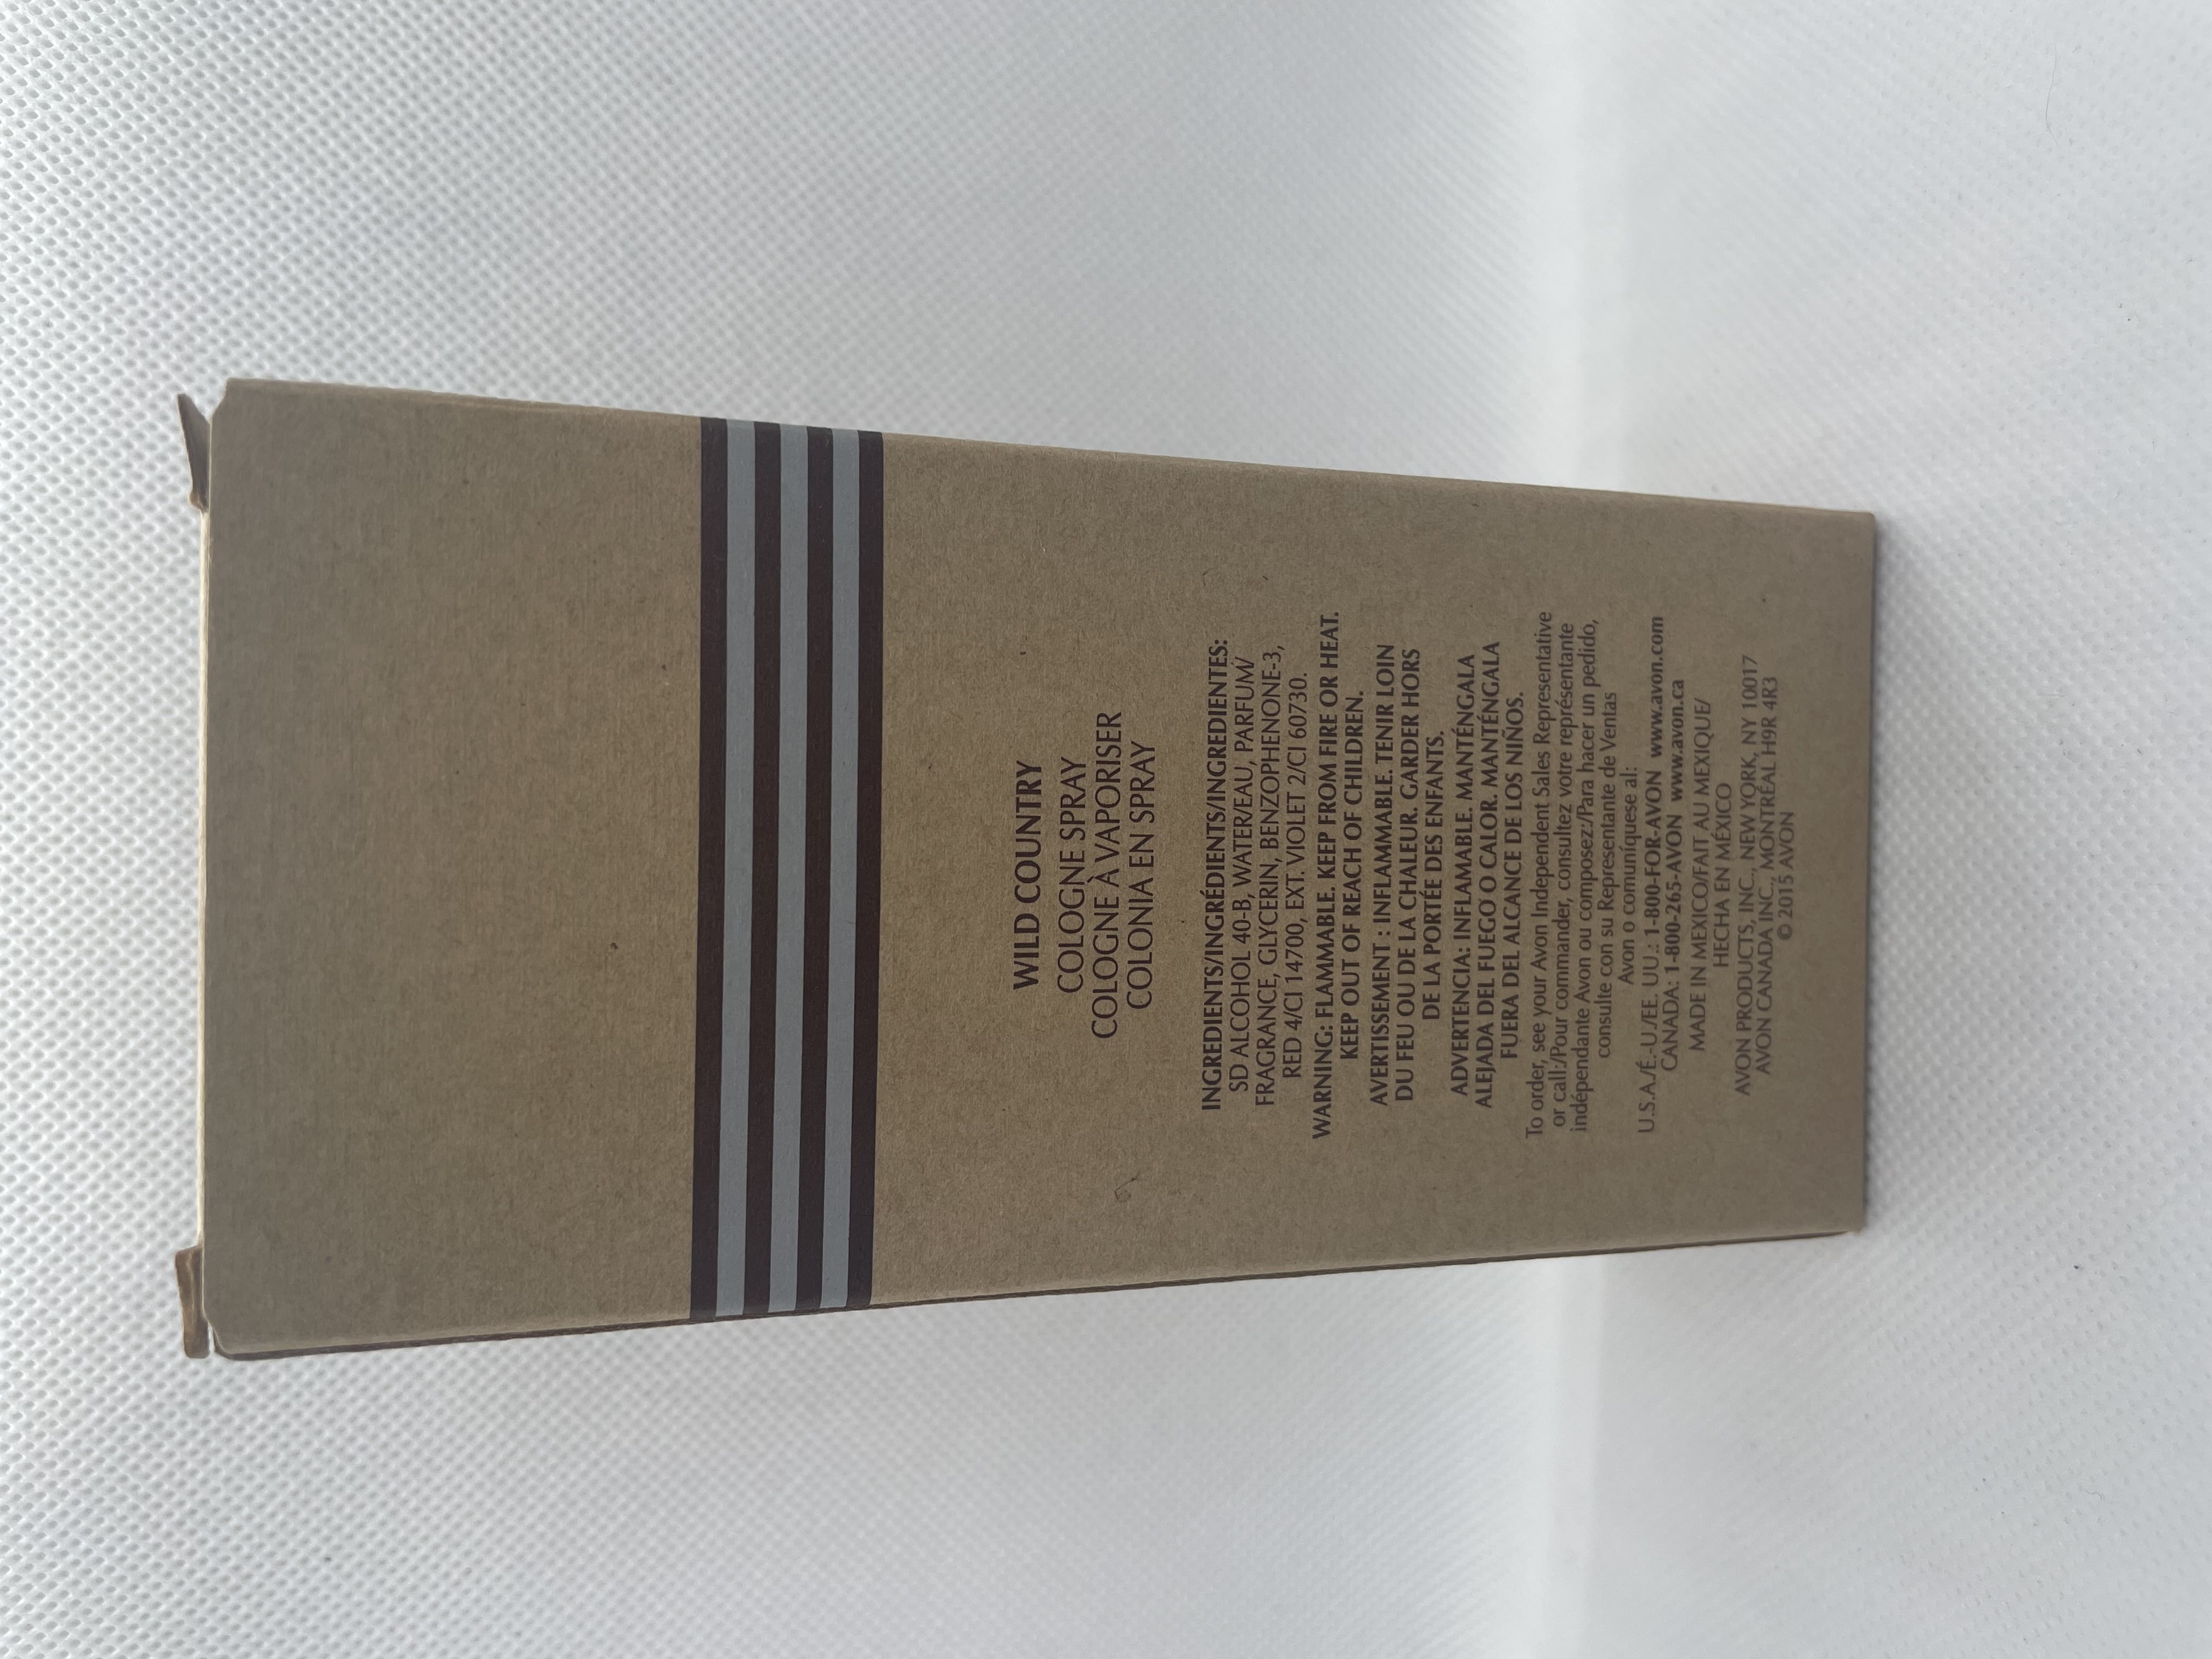 WILD COUNTRY
COLOGNE SPRAY
COLOGNE À VAPORISER
COLONIA EN SPRAY
INGREDIENTS/INGRÉDIENTS/INGREDIENTES:
SD ALCOHOL 40-B, WATER/EAU, PARFUM/
FRAGRANCE, GLYCERIN, BENZOPHENONE-3,
RED 4/CI 14700, EXT. VIOLET 2/CI 60730.
WARNING: FLAMMABLE. KEEP FROM FIRE OR HEAT.
KEEP OUT OF REACH OF CHILDREN.
AVERTISSEMENT : INFLAMMABLE. TENIR LOIN
DU FEU OU DE LA CHALEUR. GARDER HORS
DE LA PORTÉE DES ENFANTS.
ADVERTENCIA: INFLAMABLE. MANTÉNGALA
ALEJADA DEL FUEGO O CALOR. MANTÉNGALA
FUERA DEL ALCANCE DE LOS NIÑOS.
To order, see your Avon Independent Sales Representative
or call:/Pour commander, consultez votre représentante
indépendante Avon ou composez:/Para hacer un pedido,
consulte con su Representante de Ventas
Avon o comuníquese al:
U.S.A./É.-U./EE. UU.: 1-800-FOR-AVON www.avon.com
CANADA: 1-800-265-AVON www.avon.ca
MADE IN MEXICO/FAIT AU MEXIQUE/
HECHA EN MÉXICO
AVON PRODUCTS, INC., NEW YORK, NY 10017
AVON CANADA INC., MONTRÉAL H9R 4R3
© 2015 AVON